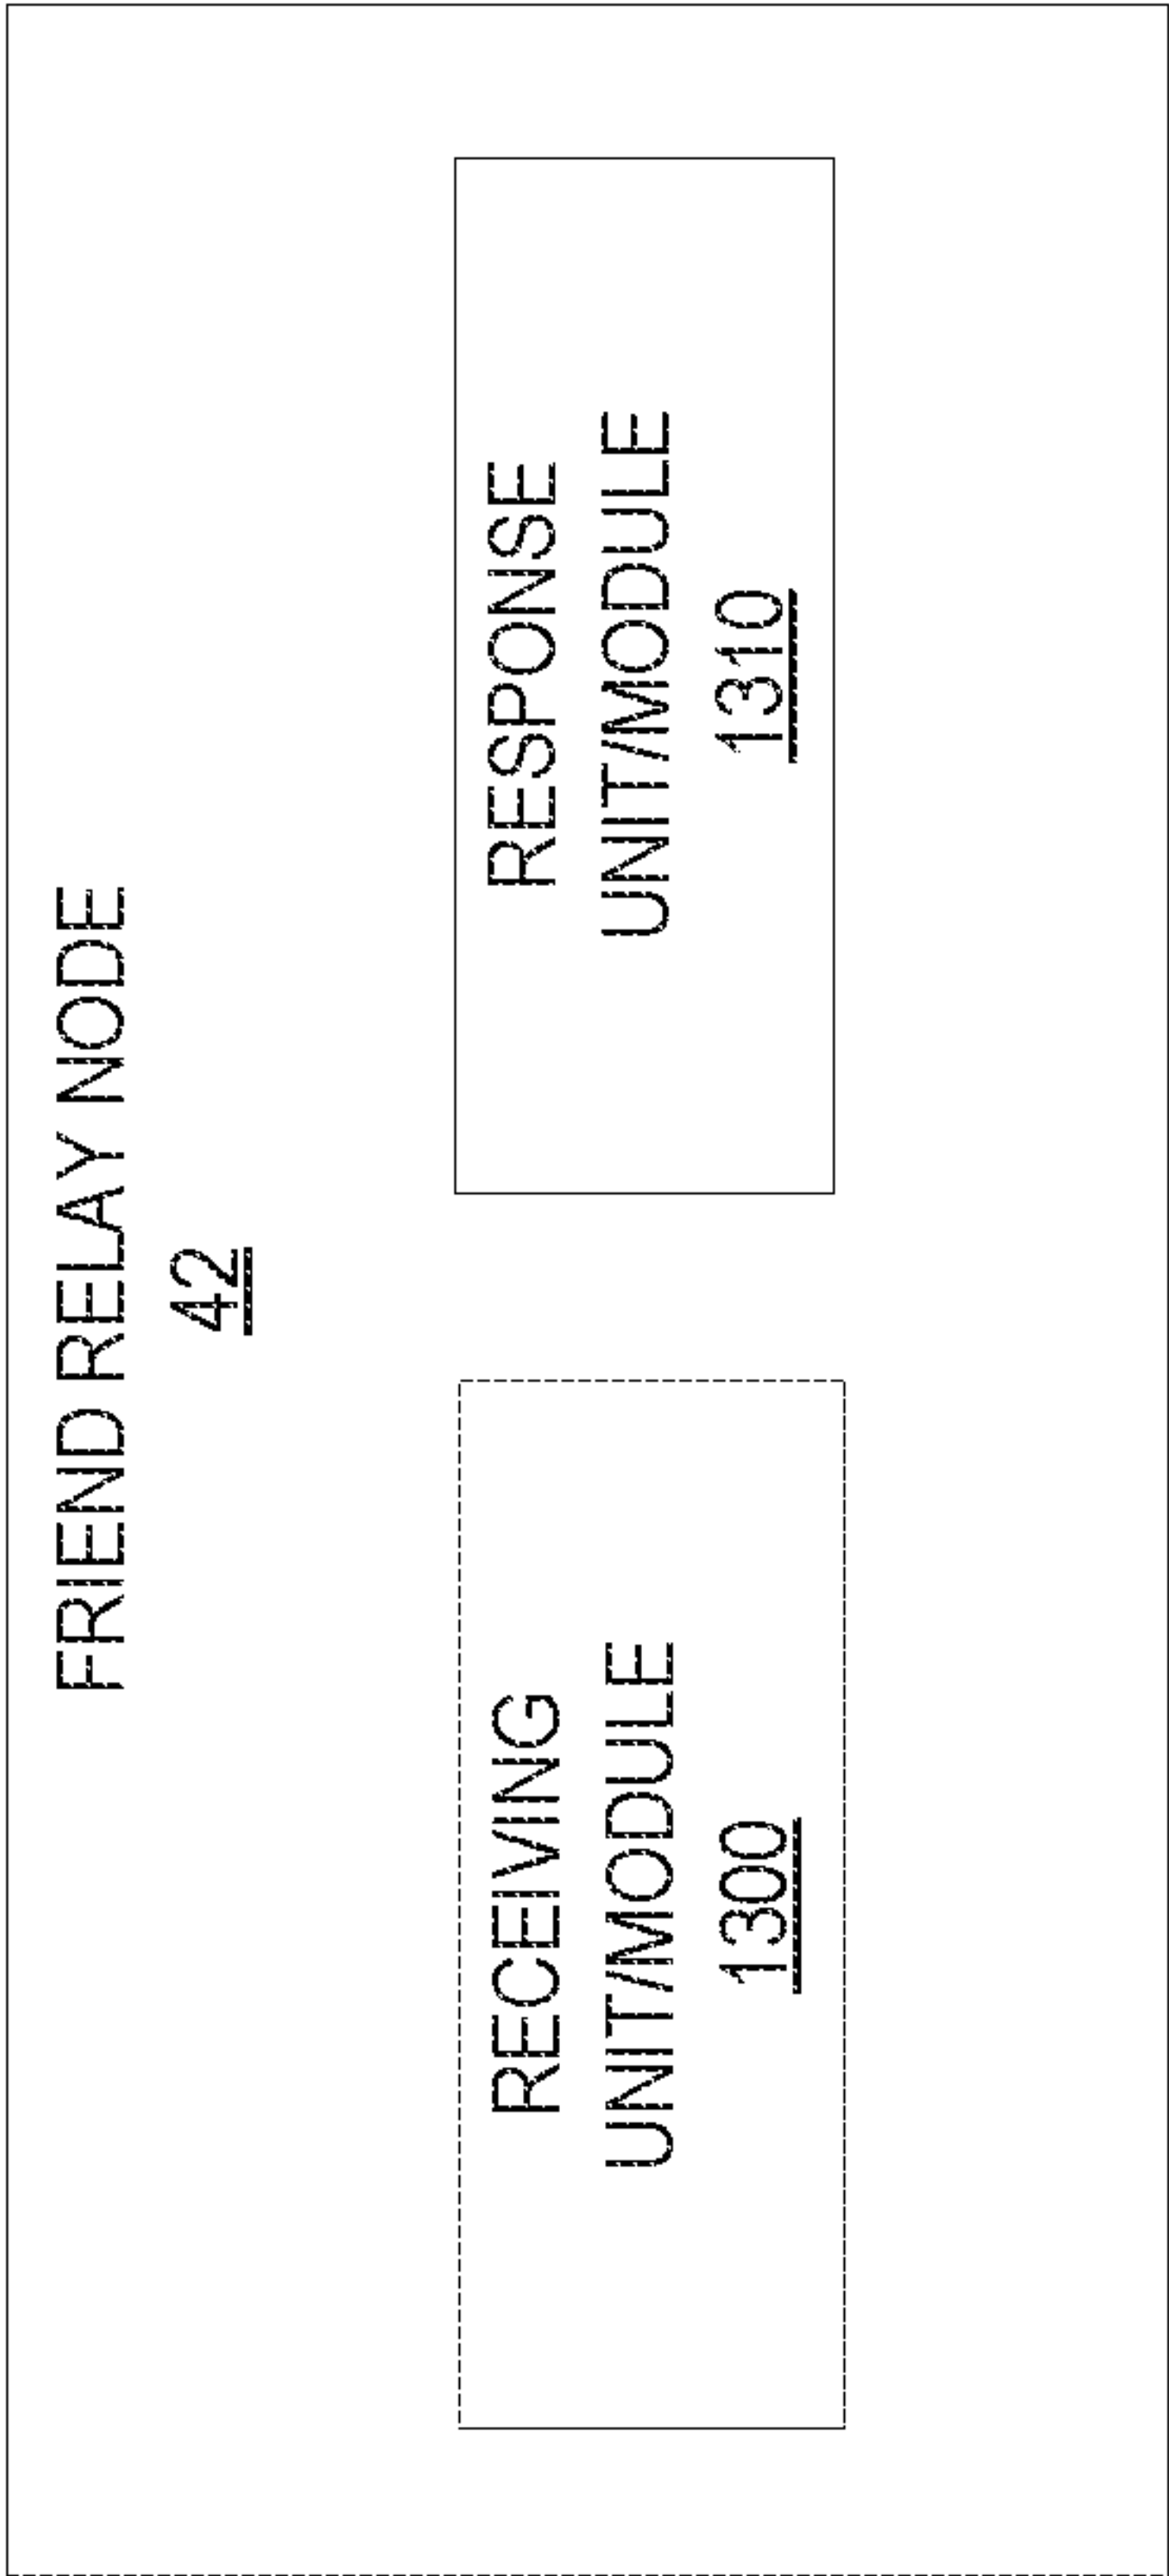 FRIEND RELAY NODE
42
RECEIVING
UNIT/MODULE
1300
RESPONSE
UNIT/MODULE
1310